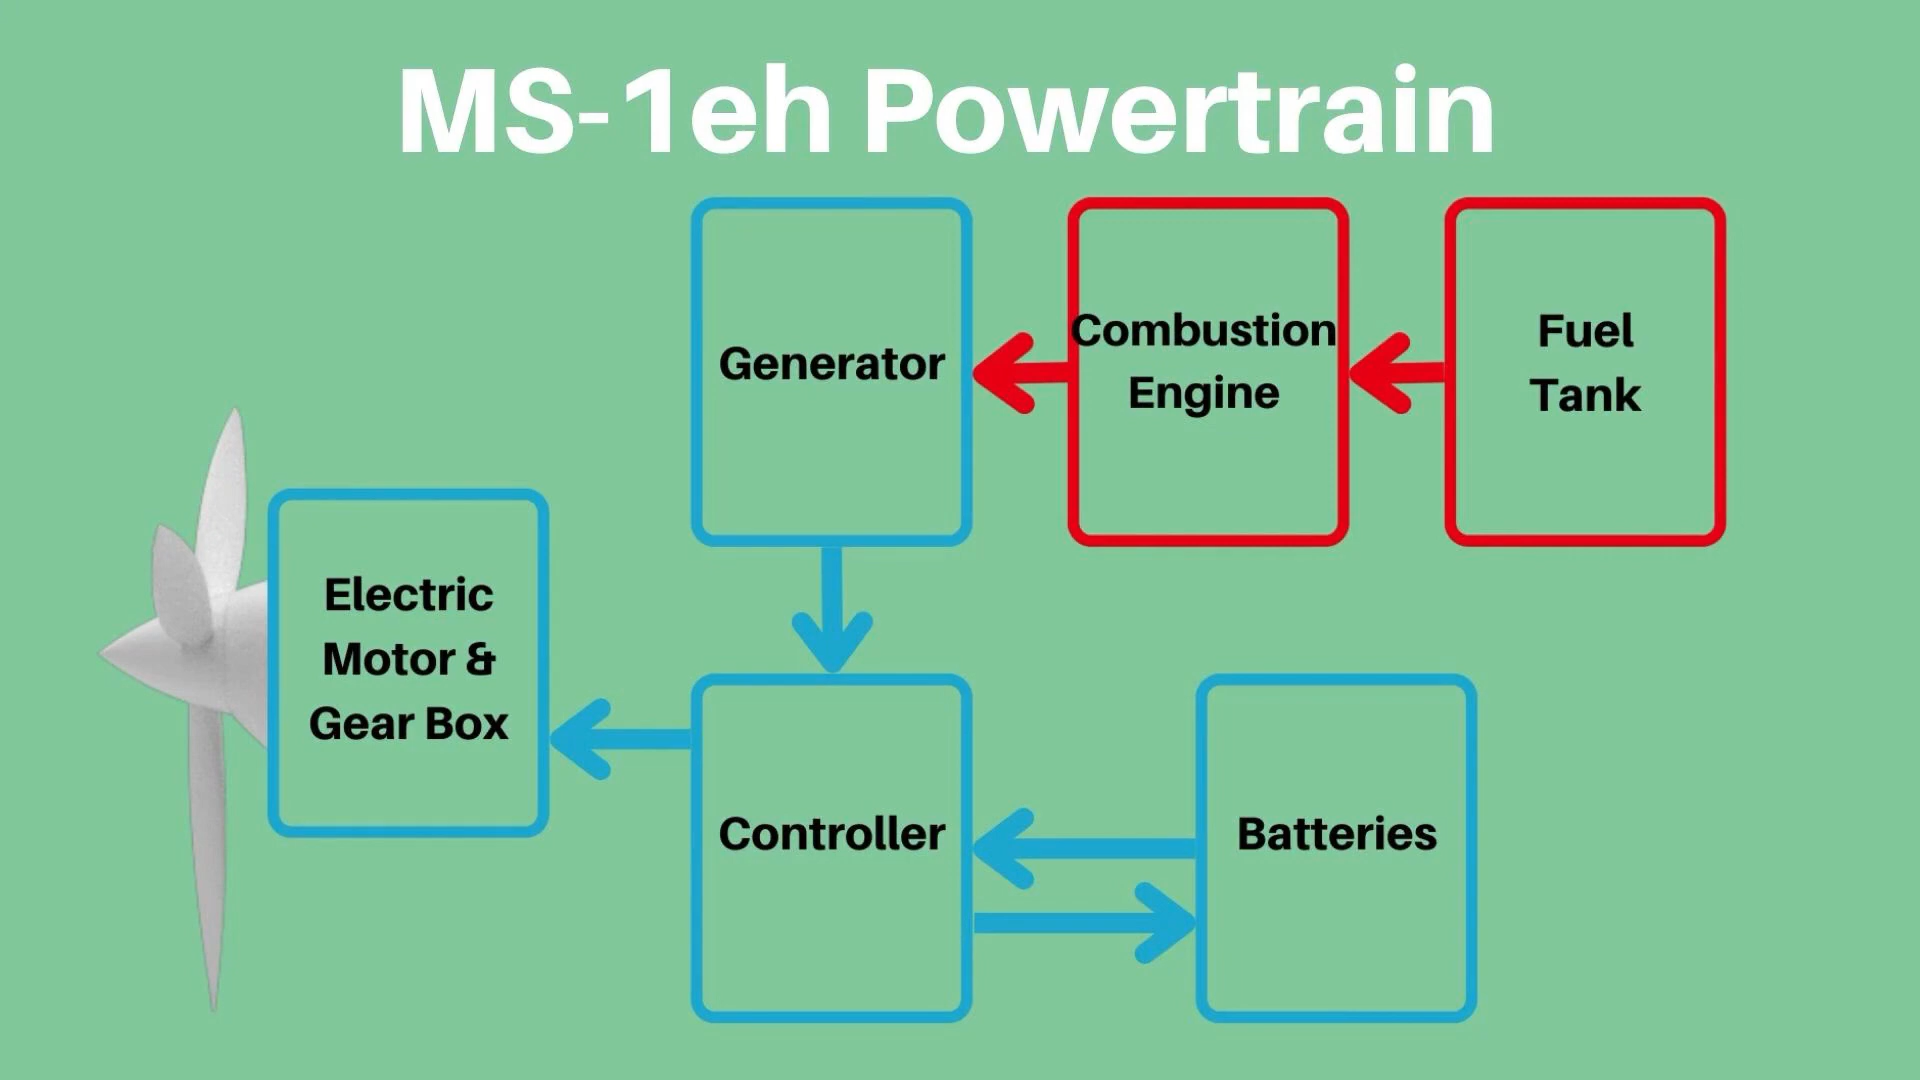 MS-1eh Powertrain
Generator
Combustion
Engine
Fuel
Tank
Electric
Motor &
Gear Box
Controller
Batteries